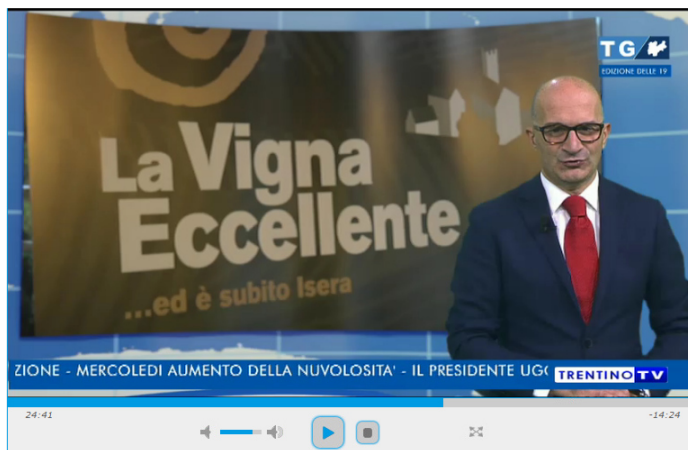 TG
EDIZIONE DELLE 19
La Vigna
Eccellente
...ed è subito Isera
ZIONE - MERCOLEDI AUMENTO DELLA NUVOLOSITA' - IL PRESIDENTE UGO
TRENTINO TV
24:41
-14:24